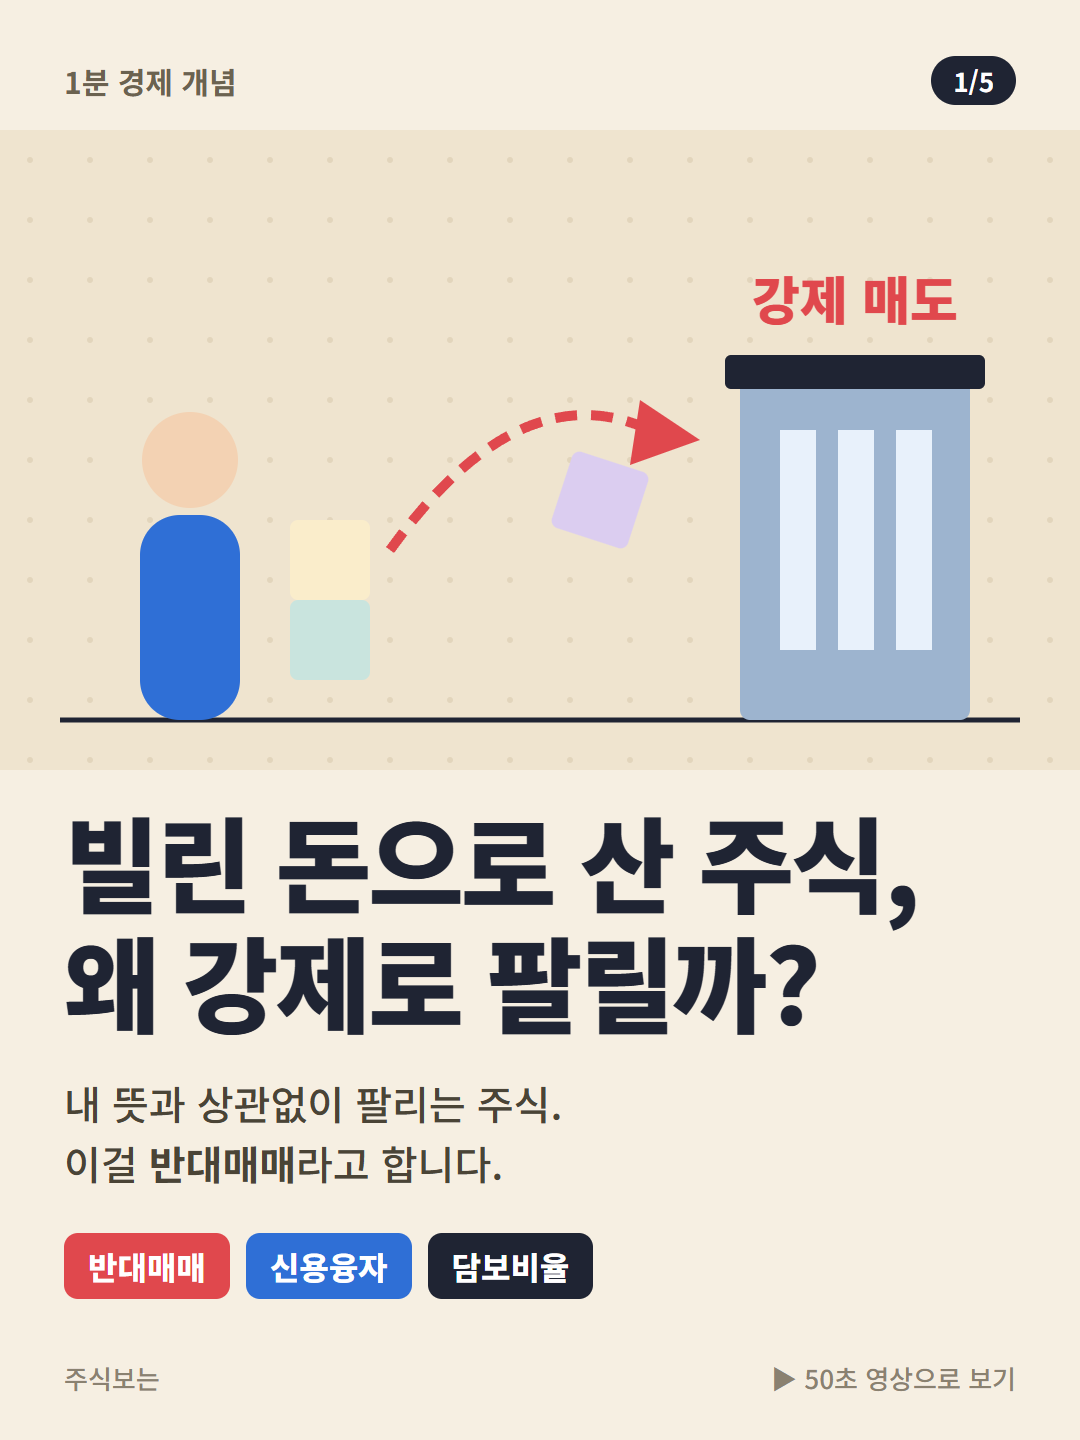 1분 경제 개념
1/5
강제 매도
빌린 돈으로 산 주식,
왜 강제로 팔릴까?
내 뜻과 상관없이 팔리는 주식.
이걸 반대매매라고 합니다.
반대매매 신용융자 담보비율
주식보는
▶ 50초 영상으로 보기